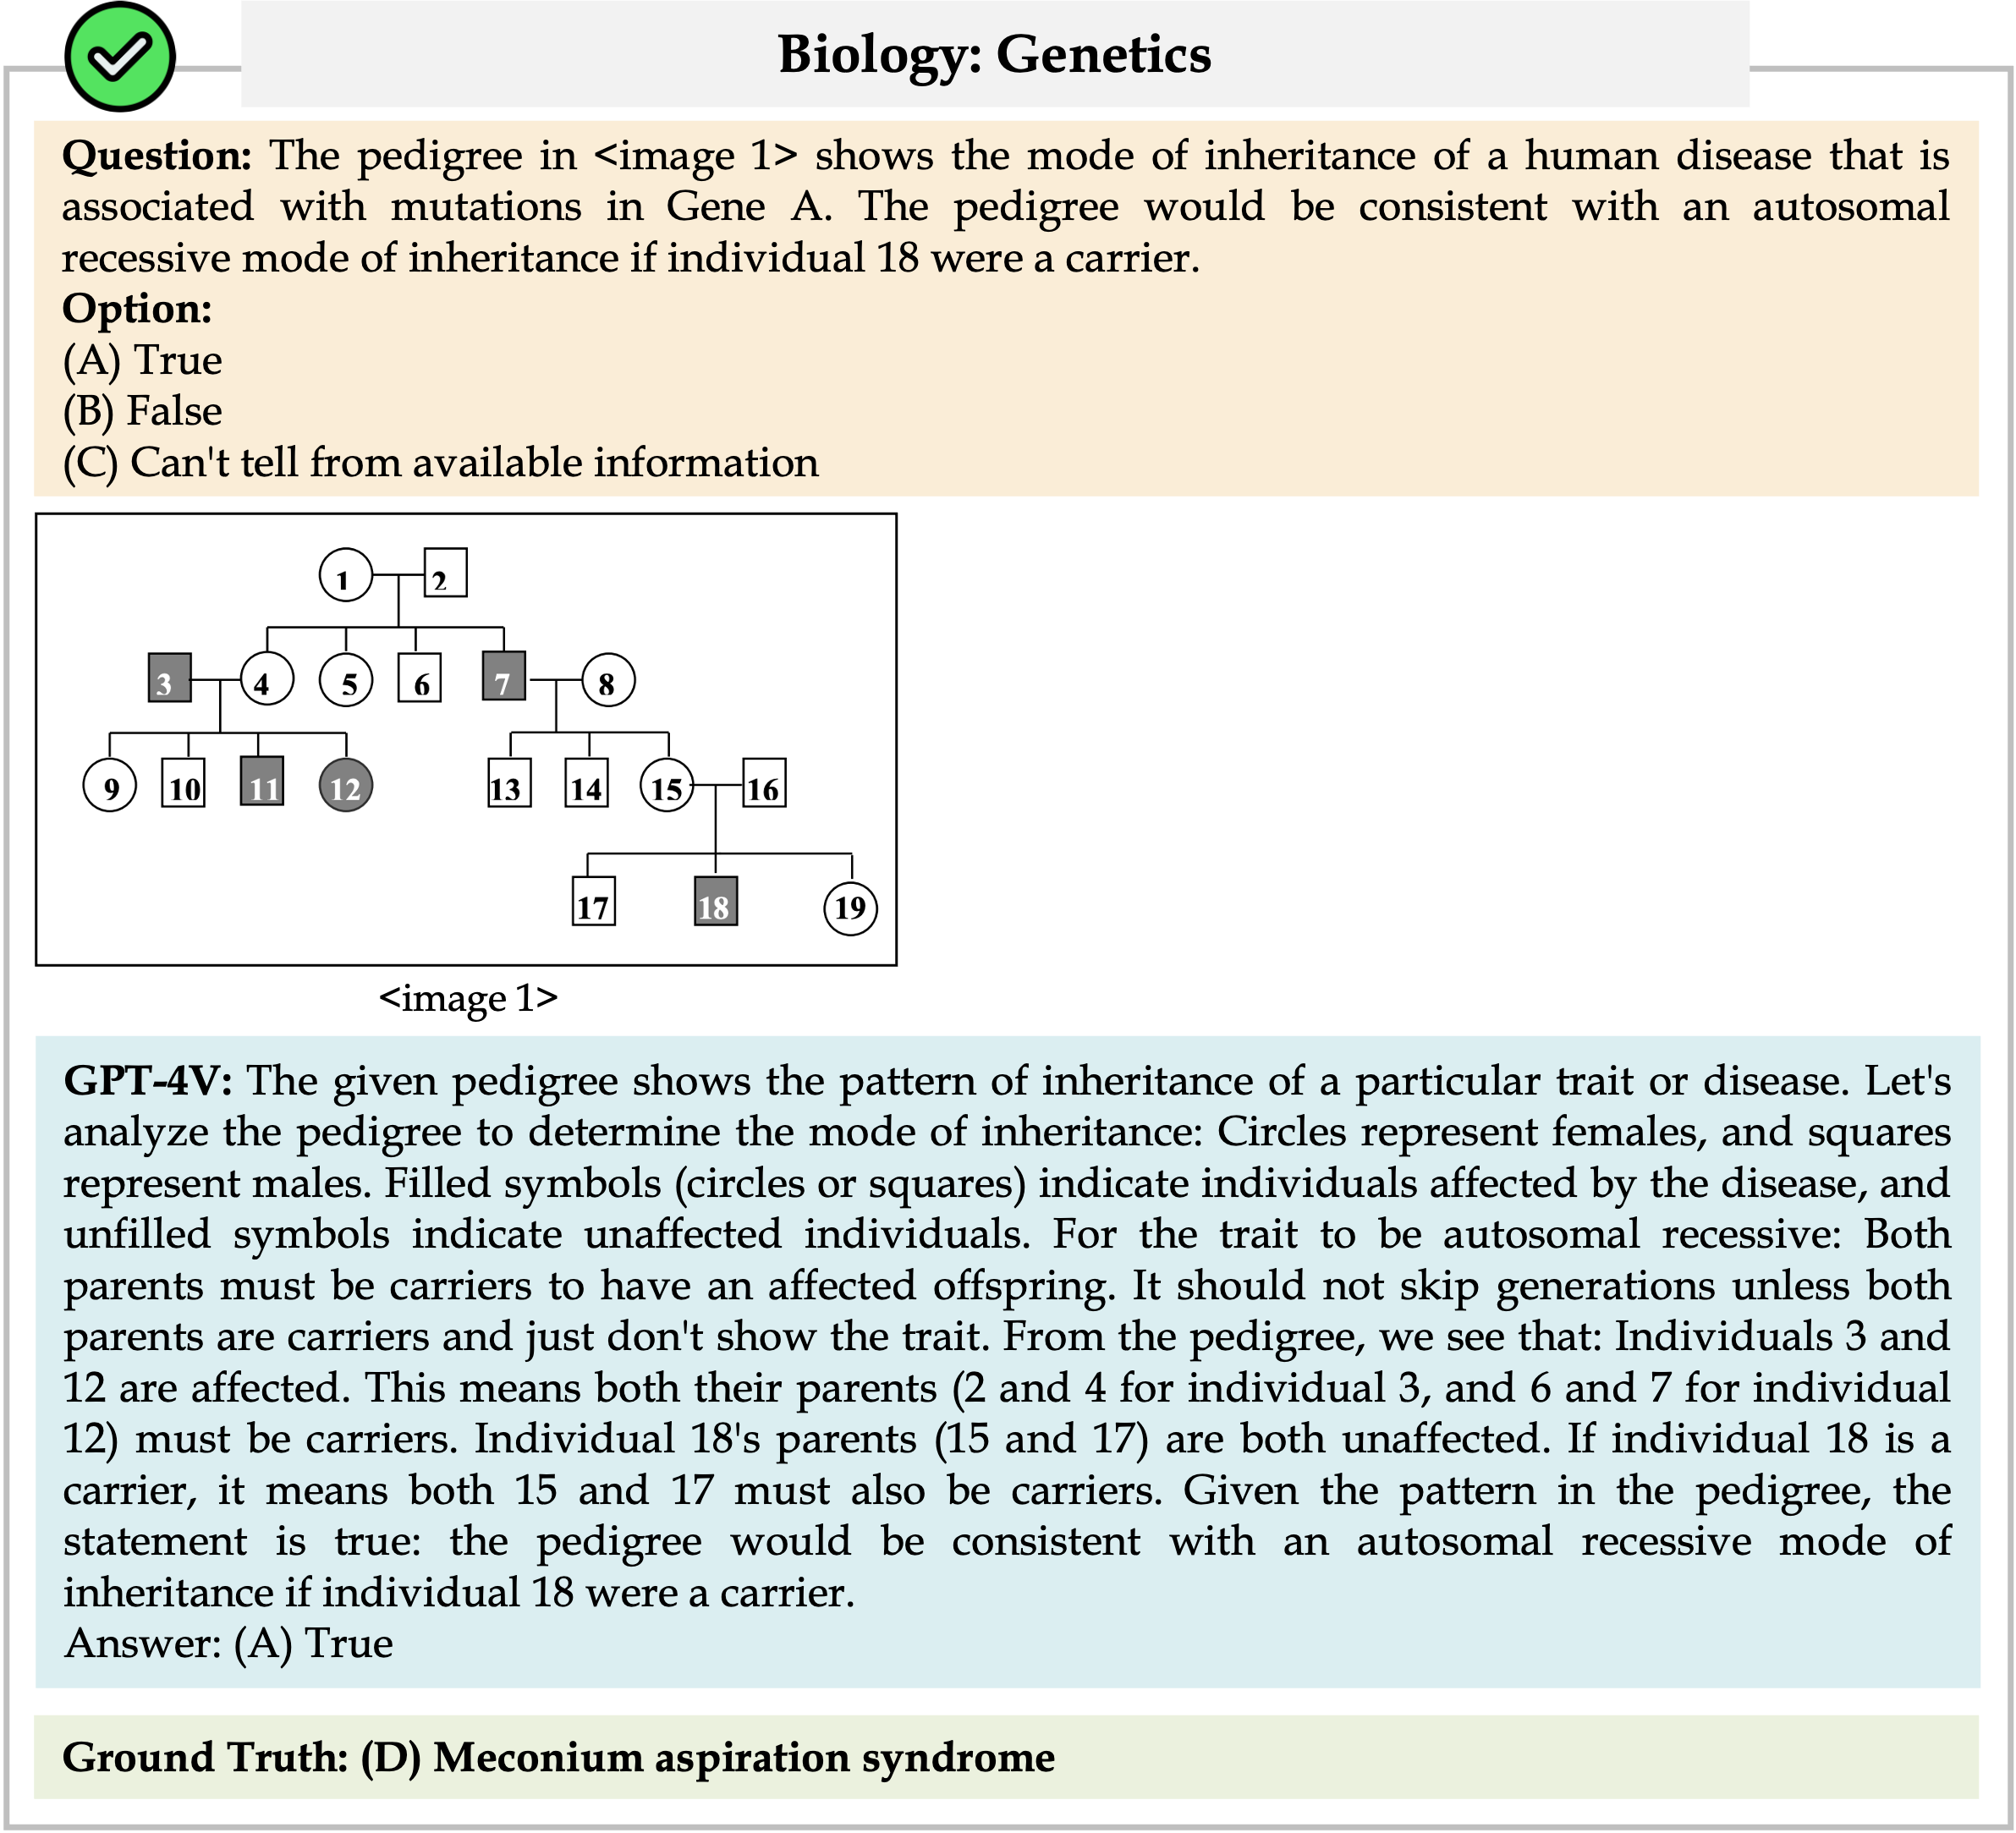 Biology: Genetics
Question: The pedigree in <image 1> shows the mode of inheritance of a human disease that is
associated with mutations in Gene A. The pedigree would be consistent with an autosomal
recessive mode of inheritance if individual 18 were a carrier.
Option:
(A) True
(B) False
(C) Can't tell from available information
1 2
3 4 5 6 7 8
9 10 11 12 13 14 15 16
17 18 19
<image 1>
GPT-4V: The given pedigree shows the pattern of inheritance of a particular trait or disease. Let's
analyze the pedigree to determine the mode of inheritance: Circles represent females, and squares
represent males. Filled symbols (circles or squares) indicate individuals affected by the disease, and
unfilled symbols indicate unaffected individuals. For the trait to be autosomal recessive: Both
parents must be carriers to have an affected offspring. It should not skip generations unless both
parents are carriers and just don't show the trait. From the pedigree, we see that: Individuals 3 and
12 are affected. This means both their parents (2 and 4 for individual 3, and 6 and 7 for individual
12) must be carriers. Individual 18's parents (15 and 17) are both unaffected. If individual 18 is a
carrier, it means both 15 and 17 must also be carriers. Given the pattern in the pedigree, the
statement is true: the pedigree would be consistent with an autosomal recessive mode of
inheritance if individual 18 were a carrier.
Answer: (A) True
Ground Truth: (D) Meconium aspiration syndrome